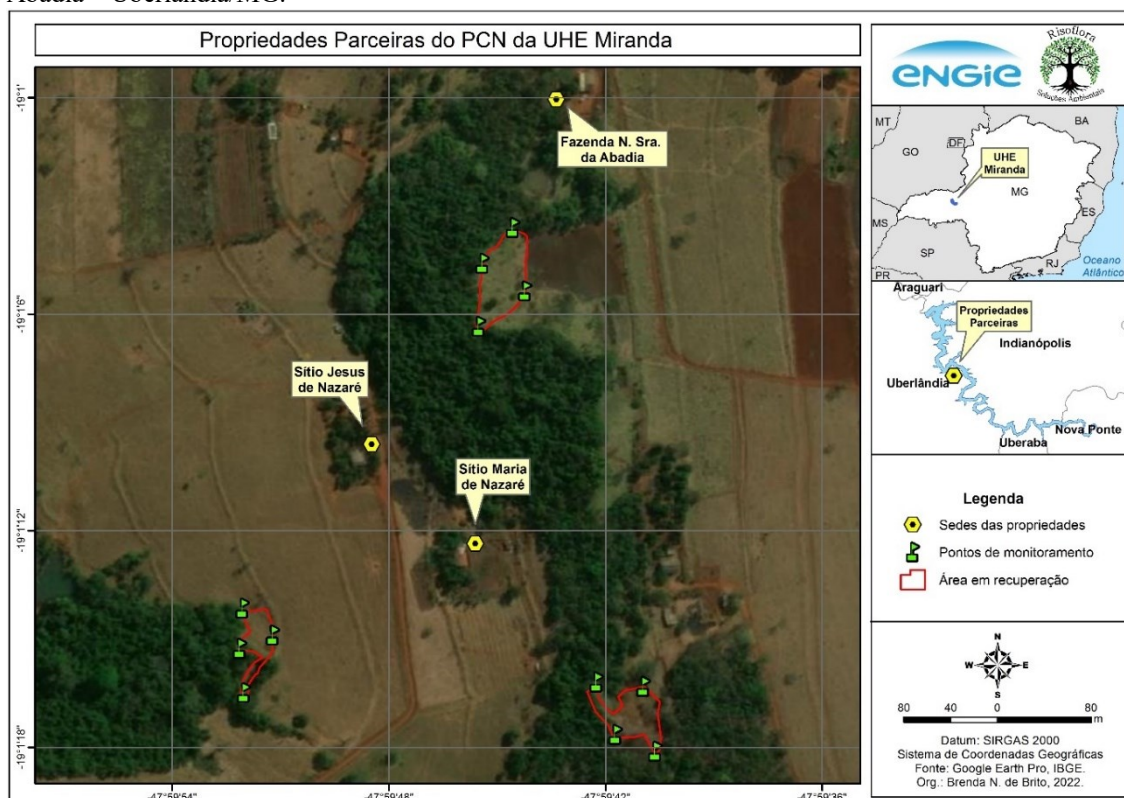 Abadia – Uberlândia/MG.
Propriedades Parceiras do PCN da UHE Miranda
-19°1'
-19°1'6
-19°1'12
-19°1'18
Fazenda N. Sra.
da Abadia
Sítio Jesus
de Nazaré
Sítio Maria
de Nazaré
-47°59'54"
-47°59'48
-47°59'42
-47°59'36
ENGIE
Risoflora
Soluções Ambientais
MT
BA
GO
DF
UHE
Miranda
MG
MS
ES
SP
RJ
PR
Oceano
Atlântico
Araguari
Propriedades
Parceiras
Indianópolis
Uberlândia
Nova Ponte
Uberaba
Legenda
Sedes das propriedades
Pontos de monitoramento
Área em recuperação
N
W
E
S
80 40 0 80
m
Datum: SIRGAS 2000
Sistema de Coordenadas Geográficas
Fonte: Google Earth Pro, IBGE.
Org.: Brenda N. de Brito, 2022.